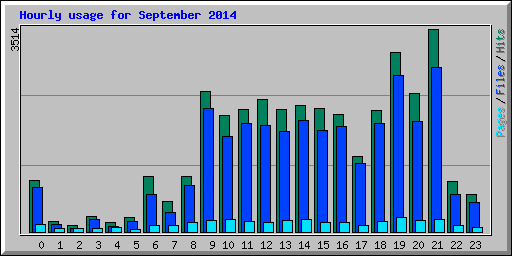 Hourly usage for September 2014
3514
Pages/Files/Hits
0 1 2 3 4 5 6 7 8 9 10 11 12 13 14 15 16 17 18 19 20 21 22 23